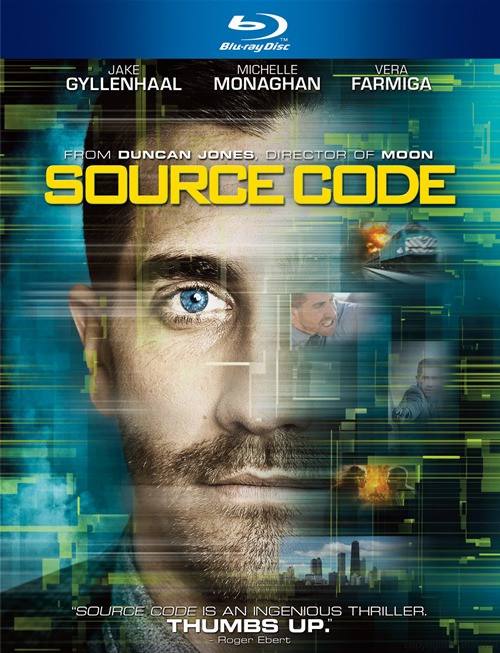 Blu-ray Disc™
JAKE GYLLENHAAL
MICHELLE MONAGHAN
VERA FARMIGA
FROM DUNCAN JONES, DIRECTOR OF MOON
SOURCE CODE
"SOURCE CODE IS AN INGENIOUS THRILLER.
THUMBS UP."
- Roger Ebert